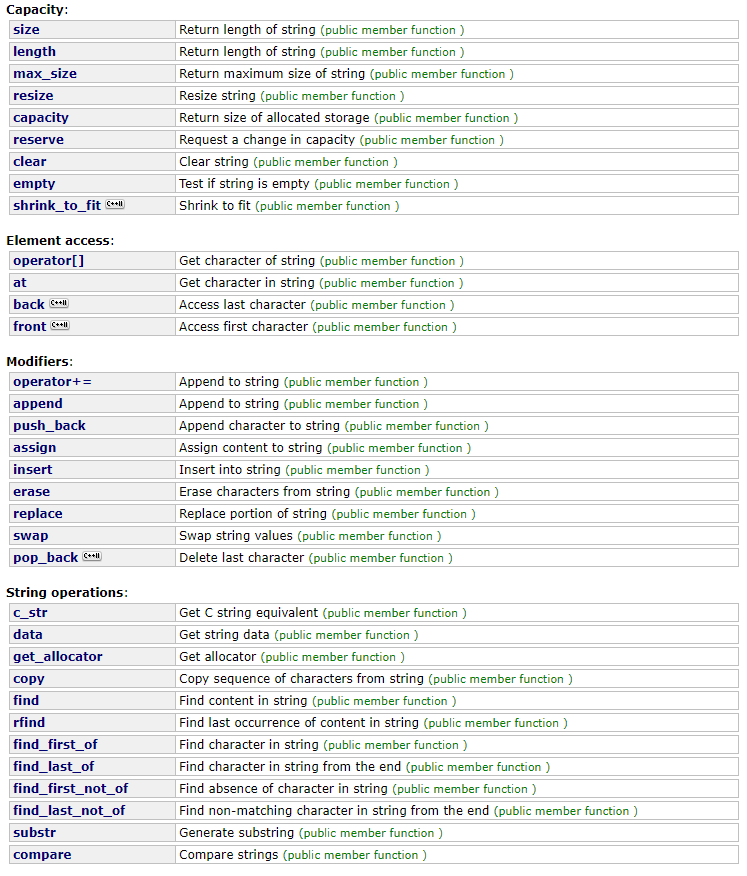 Capacity:
size Return length of string (public member function )
length Return length of string (public member function )
max_size Return maximum size of string (public member function )
resize Resize string (public member function )
capacity Return size of allocated storage (public member function )
reserve Request a change in capacity (public member function )
clear Clear string (public member function )
empty Test if string is empty (public member function )
shrink_to_fit C++11 Shrink to fit (public member function )
Element access:
operator[] Get character of string (public member function )
at Get character in string (public member function )
back C++11 Access last character (public member function )
front C++11 Access first character (public member function )
Modifiers:
operator+= Append to string (public member function )
append Append to string (public member function )
push_back Append character to string (public member function )
assign Assign content to string (public member function )
insert Insert into string (public member function )
erase Erase characters from string (public member function )
replace Replace portion of string (public member function )
swap Swap string values (public member function )
pop_back C++11 Delete last character (public member function )
String operations:
c_str Get C string equivalent (public member function )
data Get string data (public member function )
get_allocator Get allocator (public member function )
copy Copy sequence of characters from string (public member function )
find Find content in string (public member function )
rfind Find last occurrence of content in string (public member function )
find_first_of Find character in string (public member function )
find_last_of Find character in string from the end (public member function )
find_first_not_of Find absence of character in string (public member function )
find_last_not_of Find non-matching character in string from the end (public member function )
substr Generate substring (public member function )
compare Compare strings (public member function )